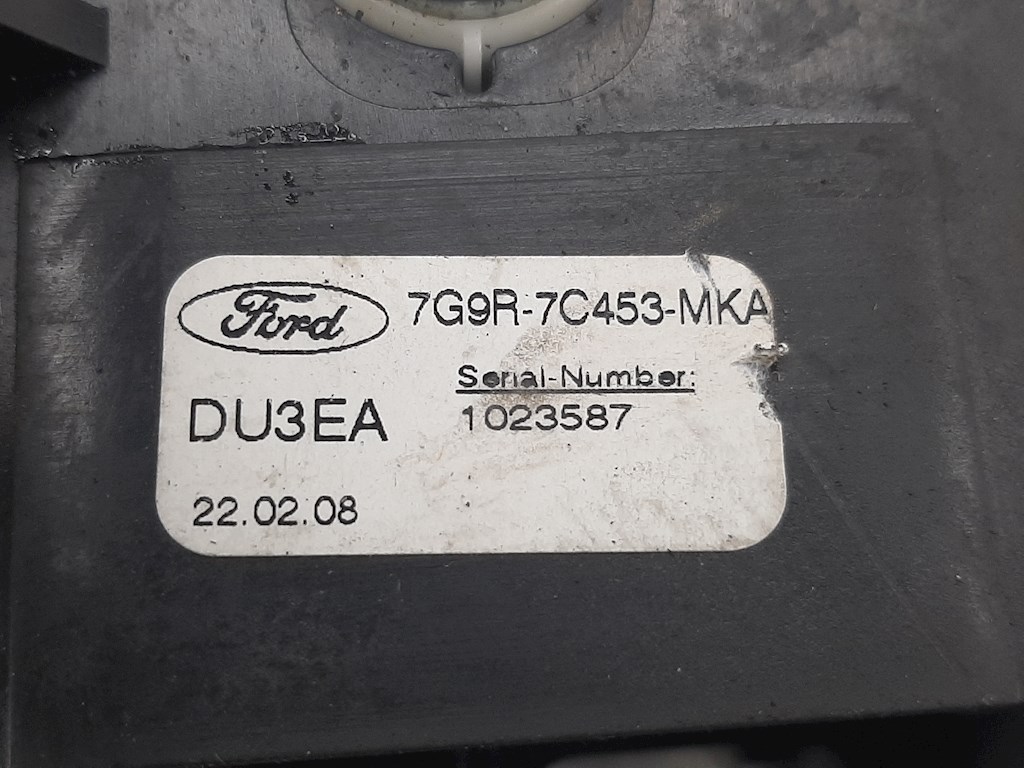 Ford 7G9R-7C453-MKA
Serial-Number:
DU3EA 1023587
22.02.08